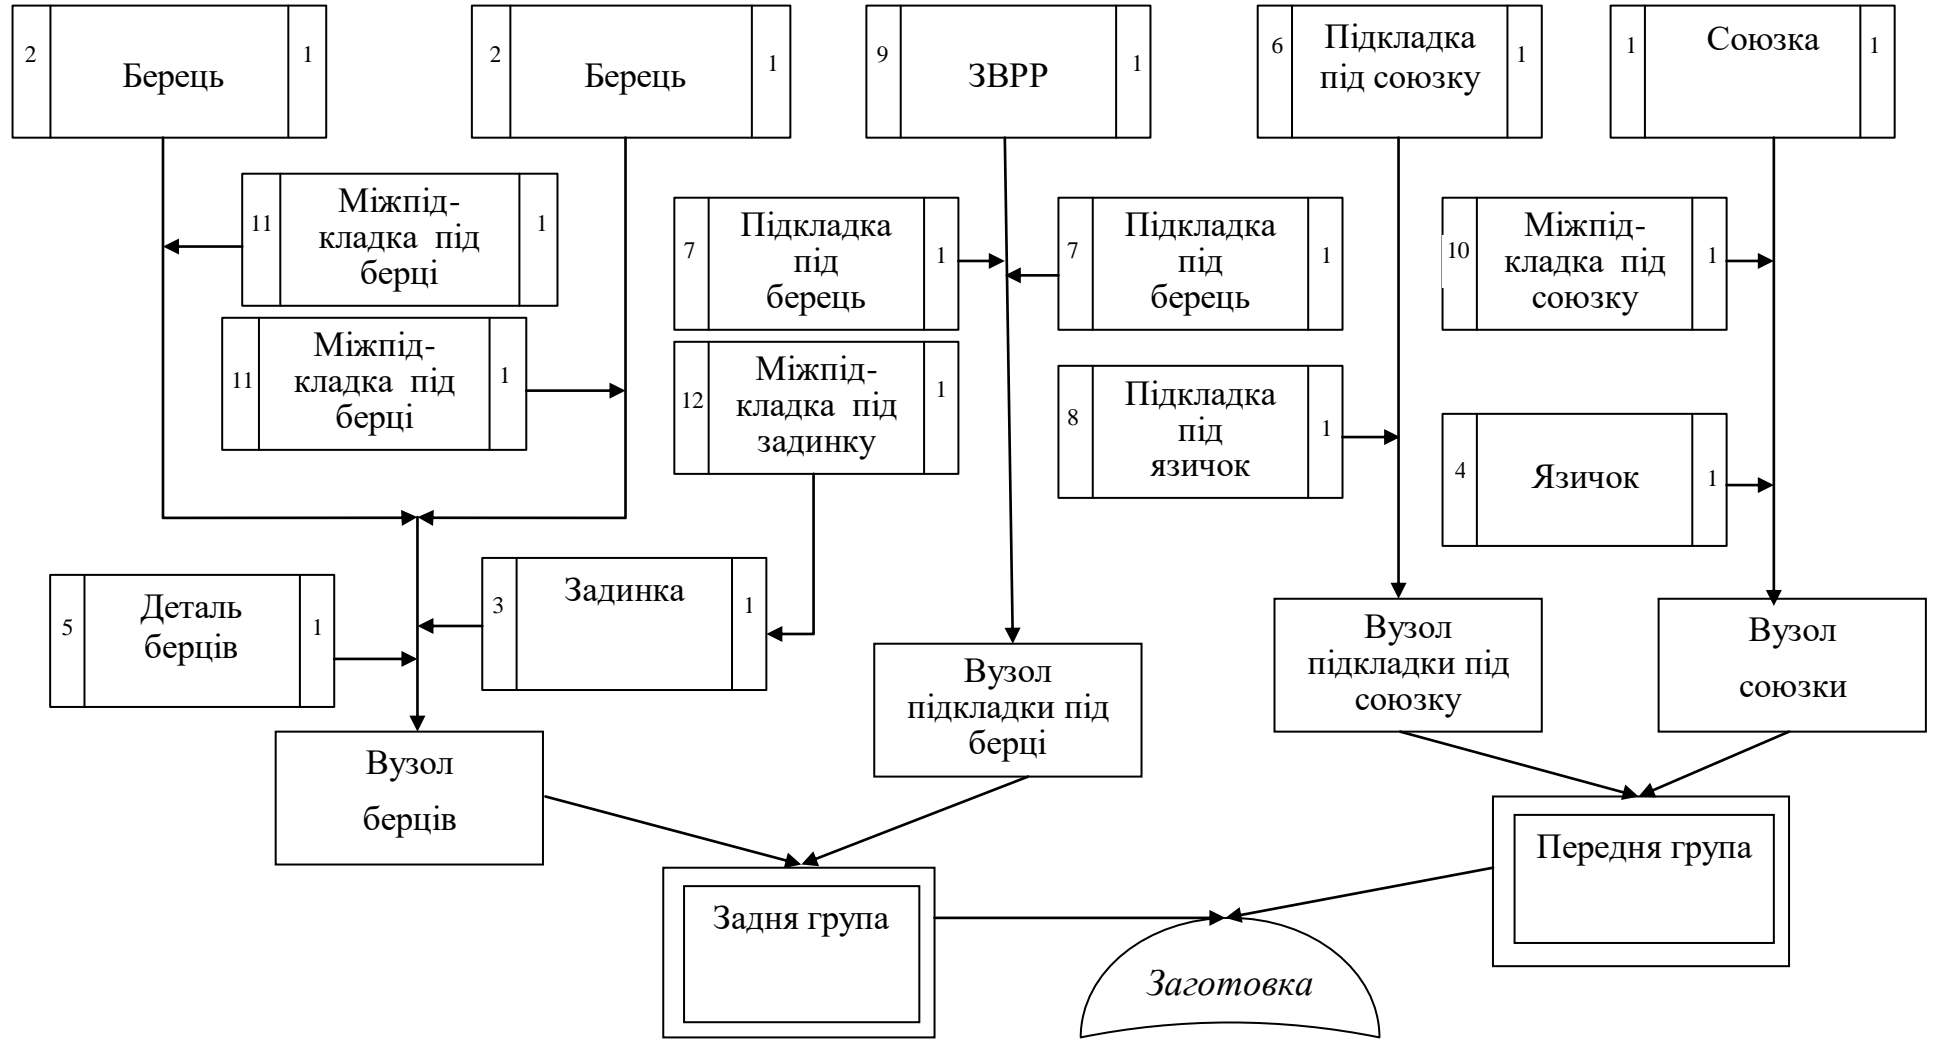 2
Берець
1
2
Берець
1
9
ЗВРР
1
6
Підкладка
під союзку
1
1
Союзка
1
11
Міжпід-
кладка під
берці
1
7
Підкладка
під
берець
1
7
Підкладка
під
берець
1
10
Міжпід-
кладка під
союзку
1
11
Міжпід-
кладка під
берці
1
12
Міжпід-
кладка під
задинку
1
8
Підкладка
під
язичок
1
4
Язичок
1
5
Деталь
берців
1
3
Задинка
1
Вузол
підкладки під
берці
Вузол
підкладки під
союзку
Вузол
союзки
Вузол
берців
Передня група
Задня група
Заготовка